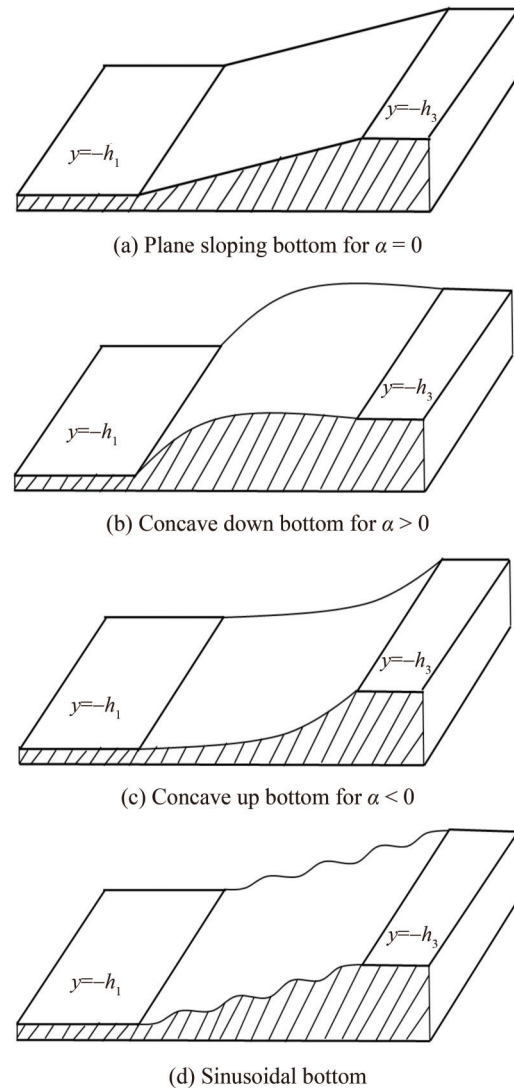 y=–h₃
y=–h₁
(a) Plane sloping bottom for α = 0
y=–h₃
y=–h₁
(b) Concave down bottom for α > 0
y=–h₃
y=–h₁
(c) Concave up bottom for α < 0
y=–h₃
y=–h₁
(d) Sinusoidal bottom